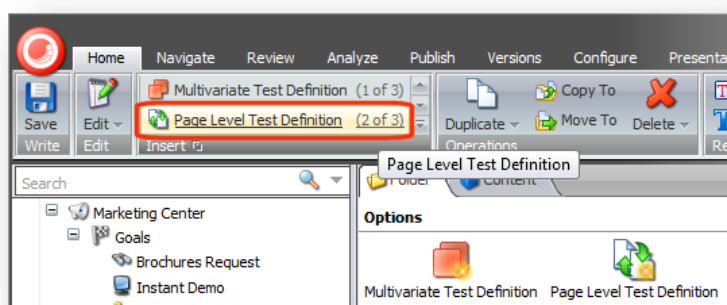 Home Navigate Review Analyze Publish Versions Configure Presenta
Multivariate Test Definition (1 of 3) Copy To
Page Level Test Definition (2 of 3) Move To
Save Edit Duplicate Delete
Write Edit Insert Operations Re
Page Level Test Definition
Search Folder Content
Marketing Center Options
Goals
Brochures Request
Instant Demo
Multivariate Test Definition Page Level Test Definition